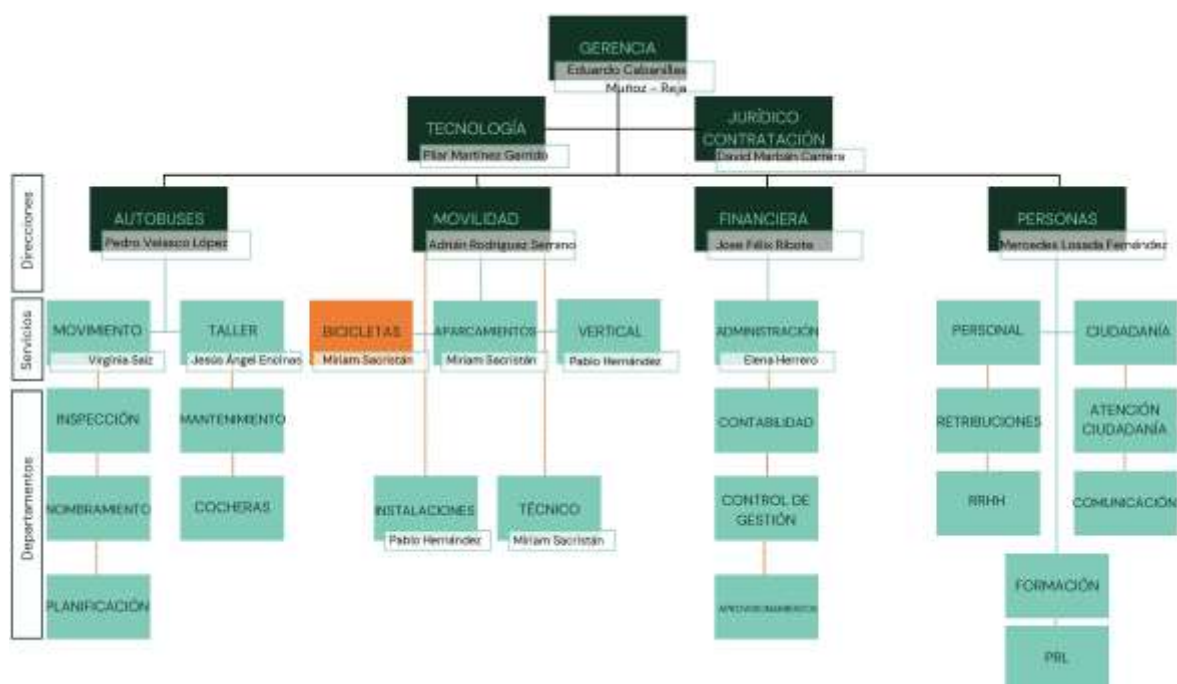 GERENCIA
Eduardo Cabanillas
Muñoz - Reja
TECNOLOGÍA
Pilar Martínez Garrido
JURÍDICO
CONTRATACIÓN
David Marbán Carrera
Direcciones
AUTOBUSES
Pedro Velasco López
MOVILIDAD
Adrián Rodríguez Serrano
FINANCIERA
Jose Félix Ribote
PERSONAS
Mercedes Losada Fernández
Servicios
MOVIMIENTO
Virginia Saiz
TALLER
Jesús Ángel Encinas
BICICLETAS
Miriam Sacristán
APARCAMIENTOS
Miriam Sacristán
VERTICAL
Pablo Hernández
ADMINISTRACIÓN
Elena Herrero
PERSONAL
CIUDADANÍA
Departamentos
INSPECCIÓN
MANTENIMIENTO
CONTABILIDAD
RETRIBUCIONES
ATENCIÓN
CIUDADANÍA
NOMBRAMIENTO
COCHERAS
INSTALACIONES
Pablo Hernández
TÉCNICO
Miriam Sacristán
CONTROL DE
GESTIÓN
RRHH
COMUNICACIÓN
PLANIFICACIÓN
APROVISIONAMIENTOS
FORMACIÓN
PRL